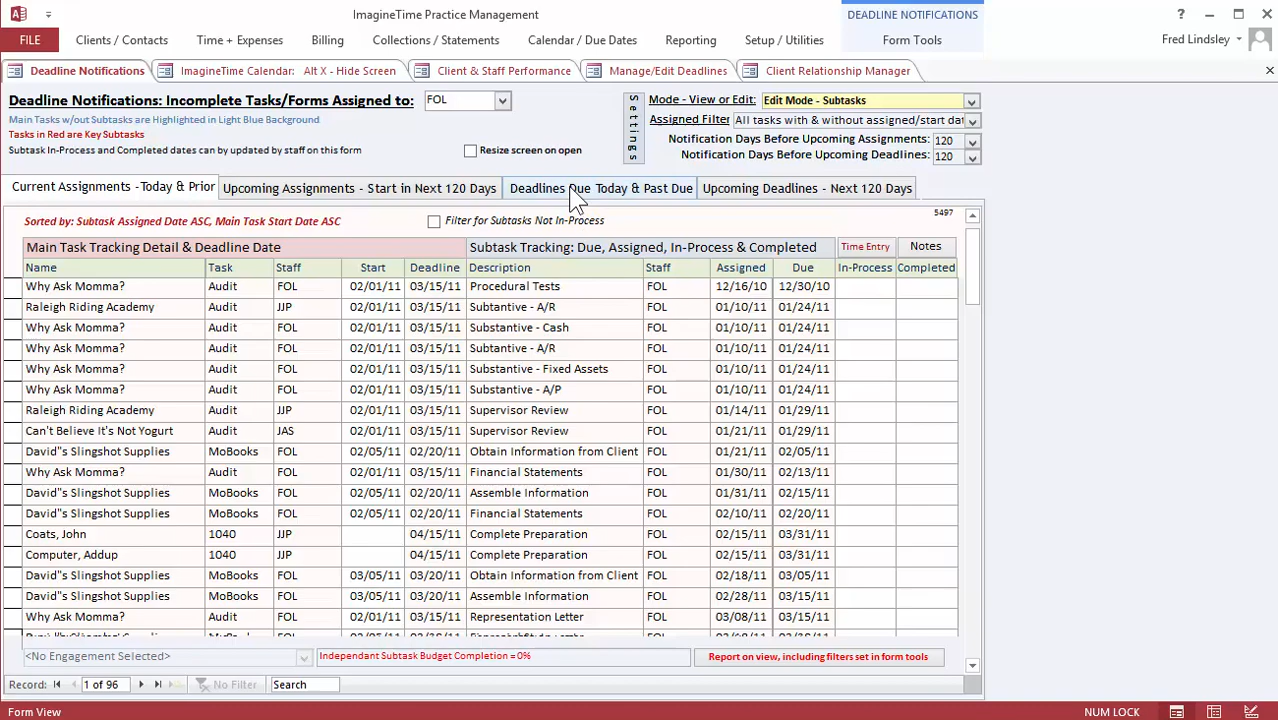 ImagineTime Practice Management
DEADLINE NOTIFICATIONS
?
FILE Clients / Contacts Time + Expenses Billing Collections / Statements Calendar / Due Dates Reporting Setup / Utilities Form Tools Fred Lindsley
Deadline Notifications ImagineTime Calendar: Alt X - Hide Screen Client & Staff Performance Manage/Edit Deadlines Client Relationship Manager
Deadline Notifications: Incomplete Tasks/Forms Assigned to: FOL
Main Tasks w/out Subtasks are Highlighted in Light Blue Background
Tasks in Red are Key Subtasks
Subtask In-Process and Completed dates can be updated by staff on this form
Resize screen on open
Settings
Mode - View or Edit: Edit Mode - Subtasks
Assigned Filter All tasks with & without assigned/start dat
Notification Days Before Upcoming Assignments: 120
Notification Days Before Upcoming Deadlines: 120
Current Assignments - Today & Prior Upcoming Assignments - Start in Next 120 Days Deadlines Due Today & Past Due Upcoming Deadlines - Next 120 Days
Sorted by: Subtask Assigned Date ASC, Main Task Start Date ASC Filter for Subtasks Not In-Process 5497
Main Task Tracking Detail & Deadline Date Subtask Tracking: Due, Assigned, In-Process & Completed Time Entry Notes
Name Task Staff Start Deadline Description Staff Assigned Due In-Process Completed
Why Ask Momma? Audit FOL 02/01/11 03/15/11 Procedural Tests FOL 12/16/10 12/30/10
Raleigh Riding Academy Audit JJP 02/01/11 03/15/11 Subtantive - A/R FOL 01/10/11 01/24/11
Why Ask Momma? Audit FOL 02/01/11 03/15/11 Substantive - Cash FOL 01/10/11 01/24/11
Why Ask Momma? Audit FOL 02/01/11 03/15/11 Subtantive - A/R FOL 01/10/11 01/24/11
Why Ask Momma? Audit FOL 02/01/11 03/15/11 Substantive - Fixed Assets FOL 01/10/11 01/24/11
Why Ask Momma? Audit FOL 02/01/11 03/15/11 Substantive - A/P FOL 01/10/11 01/24/11
Raleigh Riding Academy Audit JJP 02/01/11 03/15/11 Supervisor Review FOL 01/14/11 01/29/11
Can't Believe It's Not Yogurt Audit JAS 02/01/11 03/15/11 Supervisor Review FOL 01/21/11 01/29/11
David"s Slingshot Supplies MoBooks FOL 02/05/11 02/20/11 Obtain Information from Client FOL 01/21/11 02/05/11
Why Ask Momma? Audit FOL 02/01/11 03/15/11 Financial Statements FOL 01/30/11 02/13/11
David"s Slingshot Supplies MoBooks FOL 02/05/11 02/20/11 Assemble Information FOL 01/31/11 02/15/11
David"s Slingshot Supplies MoBooks FOL 02/05/11 02/20/11 Financial Statements FOL 02/10/11 02/20/11
Coats, John 1040 JJP 04/15/11 Complete Preparation FOL 02/15/11 03/31/11
Computer, Addup 1040 JJP 04/15/11 Complete Preparation FOL 02/15/11 03/31/11
David"s Slingshot Supplies MoBooks FOL 03/05/11 03/20/11 Obtain Information from Client FOL 02/18/11 03/05/11
David"s Slingshot Supplies MoBooks FOL 03/05/11 03/20/11 Assemble Information FOL 02/28/11 03/15/11
Why Ask Momma? Audit FOL 02/01/11 03/15/11 Representation Letter FOL 03/08/11 03/15/11
<No Engagement Selected> Independant Subtask Budget Completion = 0% Report on view, including filters set in form tools
Record: 1 of 96 No Filter Search
Form View NUM LOCK